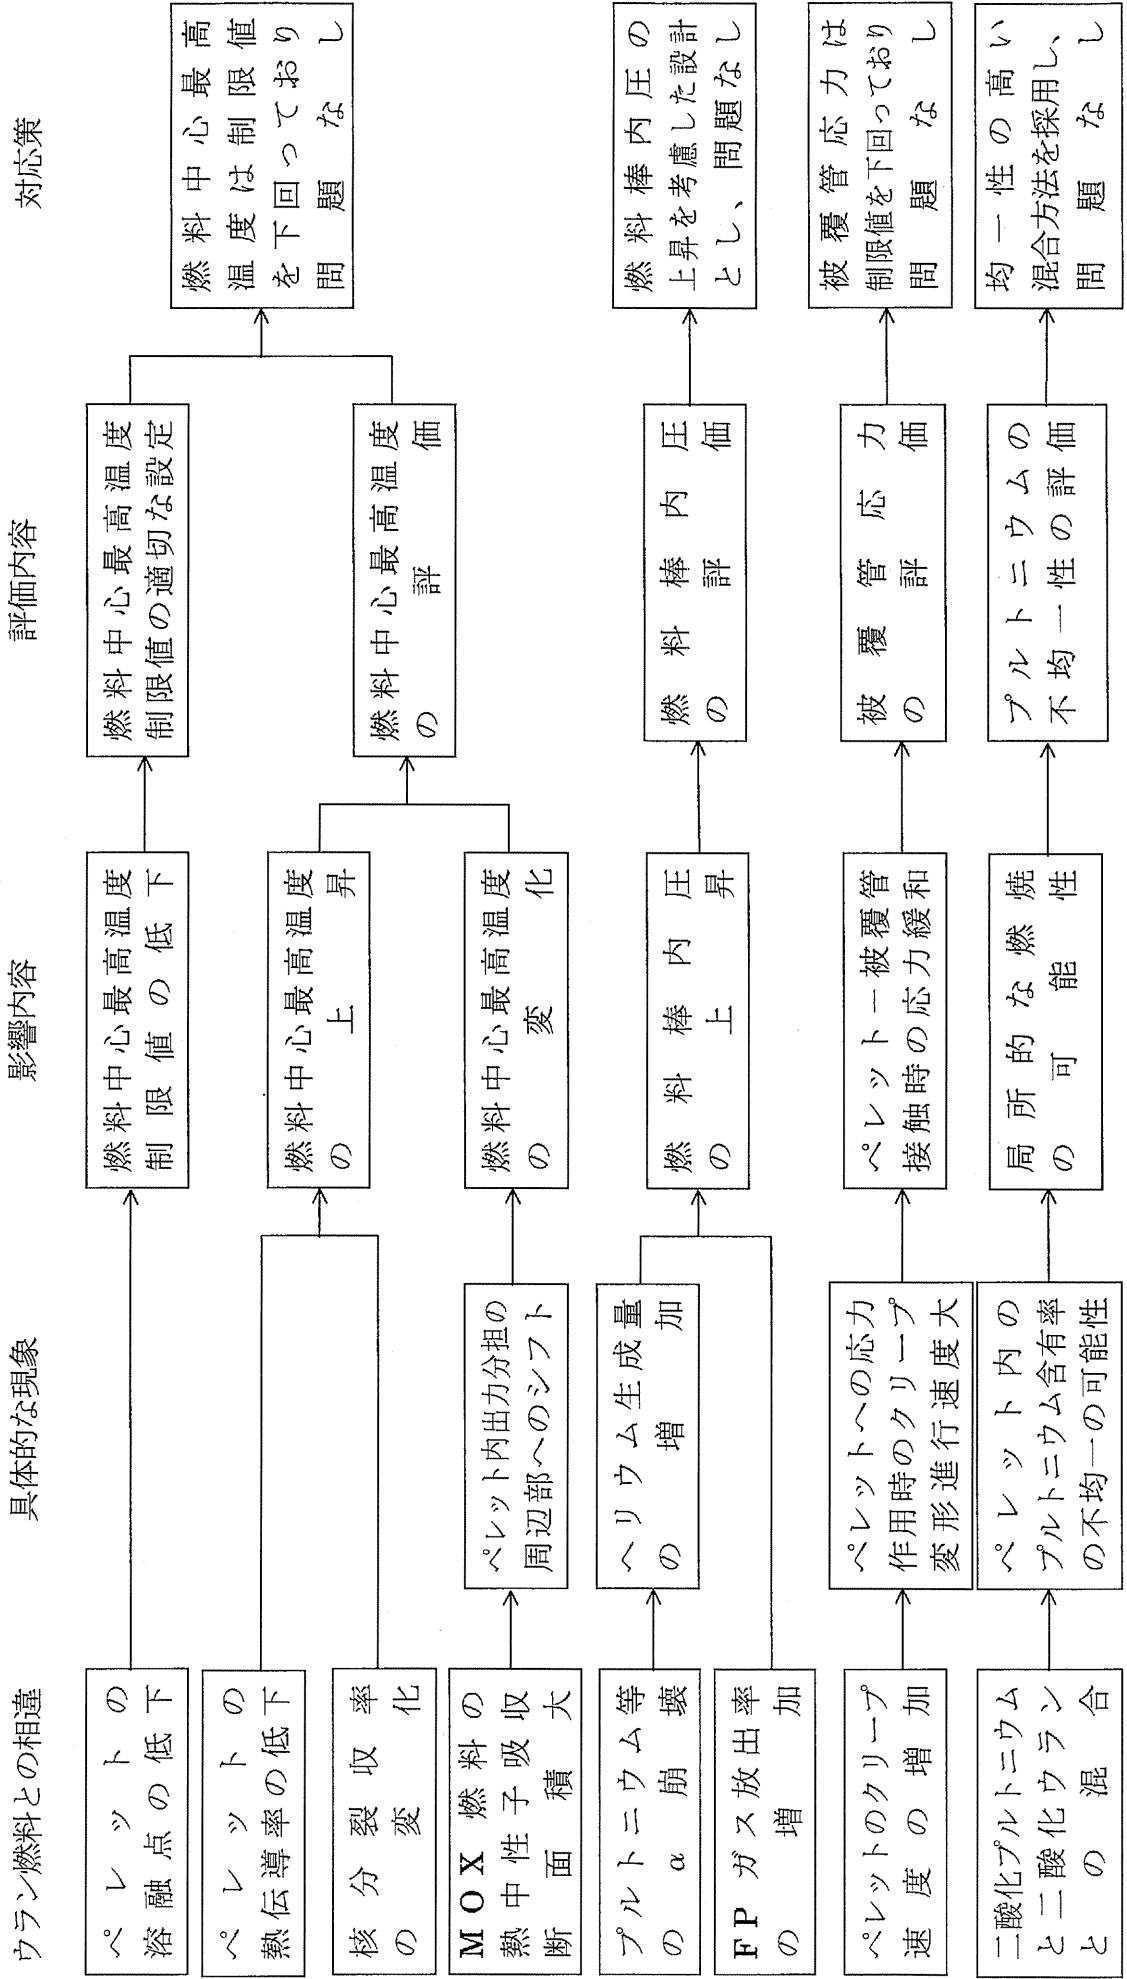 ウラン燃料との相違
具体的な現象
影響内容
評価内容
対応策
ペレットの
溶融点の低下
燃料中心最高温度
制限値の低下
燃料中心最高温度
制限値の適切な設定
燃料中心最高
温度は制限値
を下回っており
問題なし
ペレットの
熱伝導率の低下
核分裂収率
の変化
燃料中心最高温度
の上昇
燃料中心最高温度
の評価
MOX 燃料の
熱中性子吸収
断面積大
ペレット内出力分担の
周辺部へのシフト
燃料中心最高温度
の変化
プルトニウム等
のα崩壊
ヘリウム生成量
の増加
FPガス放出率
の増加
燃料棒内圧
の上昇
燃料棒内圧
の評価
燃料棒内圧の
上昇を考慮した設計
とし、問題なし
ペレットのクリープ
速度の増加
ペレットへの応力
作用時のクリープ
変形進行速度大
ペレット－被覆管
接触時の応力緩和
被覆管応力
の評価
被覆管応力は
制限値を下回っており
問題なし
二酸化プルトニウム
と二酸化ウラン
との混合
ペレット内の
プルトニウム含有率
の不均一の可能性
局所的な燃焼
の可能性
プルトニウムの
不均一性の評価
均一性の高い
混合方法を採用し、
問題なし